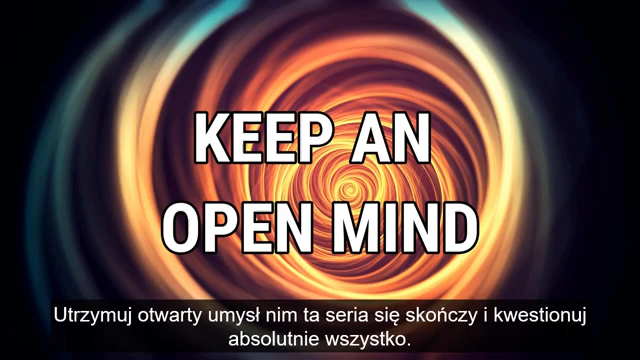 KEEP AN
OPEN MIND
Utrzymuj otwarty umysł nim ta seria się skończy i kwestionuj
absolutnie wszystko.